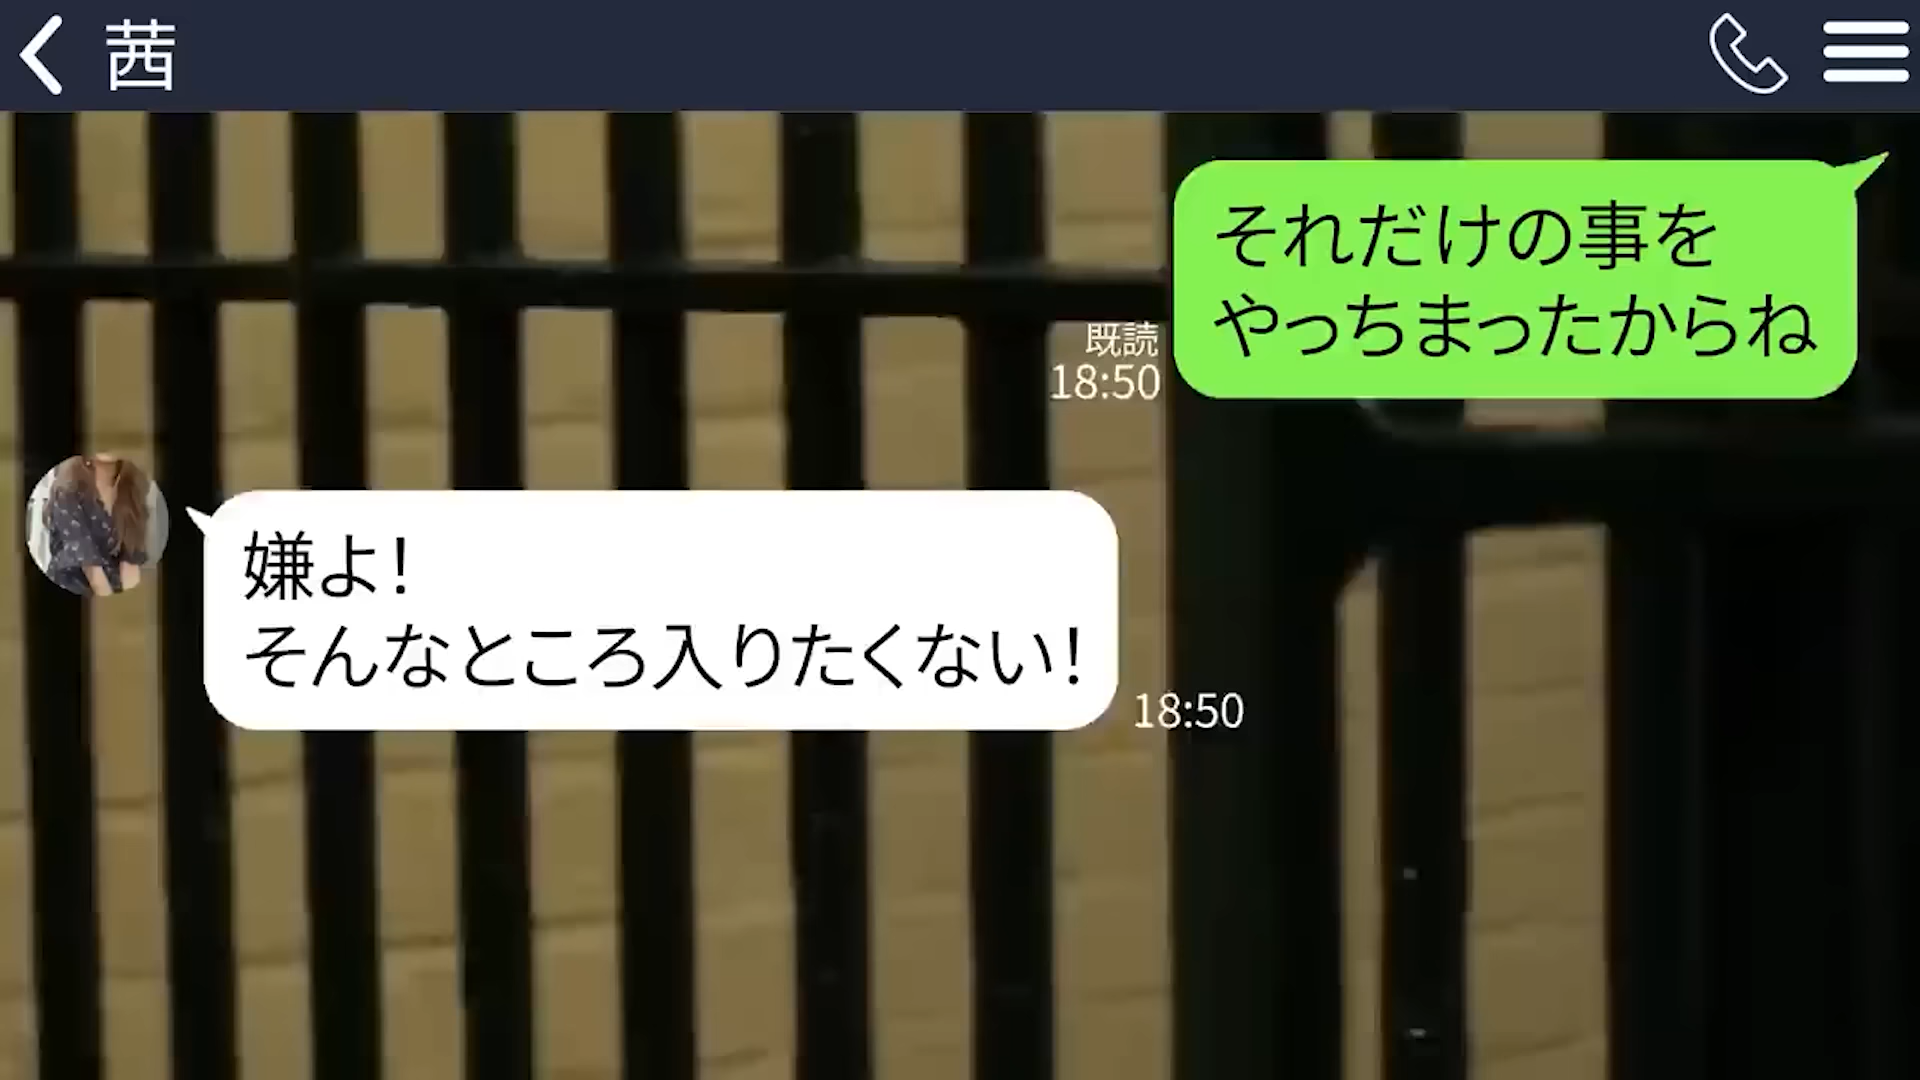 茜
それだけの事を
やっちまったからね
既読
18:50
嫌よ!
そんなところ入りたくない!
18:50